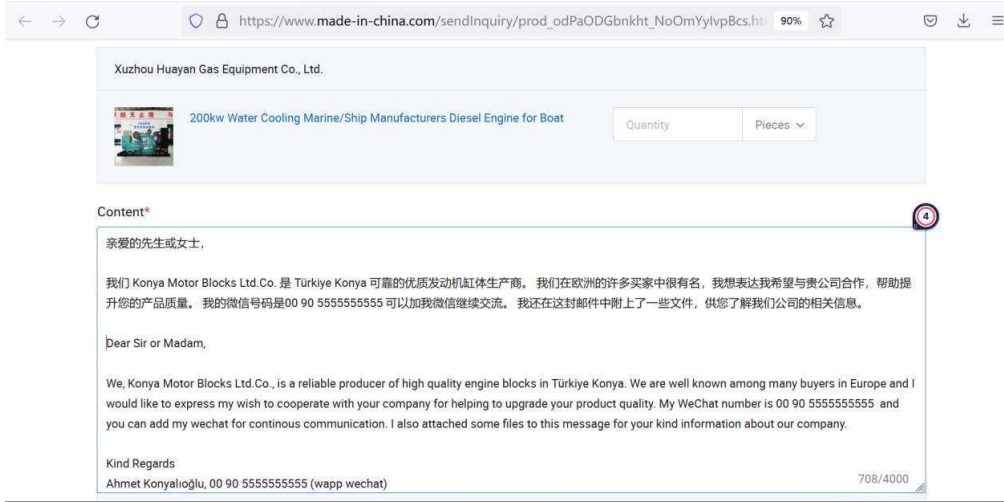 https://www.made-in-china.com/sendInquiry/prod_odPaODGbnkht_NoOmYylvpBcs.ht
90%
Xuzhou Huayan Gas Equipment Co., Ltd.
200kw Water Cooling Marine/Ship Manufacturers Diesel Engine for Boat
Quantity
Pieces
Content*
4
亲爱的先生或女士，
我们 Konya Motor Blocks Ltd.Co. 是 Türkiye Konya 可靠的优质发动机缸体生产商。 我们在欧洲的许多买家中很有名，我想表达我希望与贵公司合作，帮助提
升您的产品质量。 我的微信号码是00 90 5555555555 可以加我微信继续交流。 我还在这封邮件中附上了一些文件，供您了解我们公司的相关信息。
Dear Sir or Madam,
We, Konya Motor Blocks Ltd.Co., is a reliable producer of high quality engine blocks in Türkiye Konya. We are well known among many buyers in Europe and I
would like to express my wish to cooperate with your company for helping to upgrade your product quality. My WeChat number is 00 90 5555555555 and
you can add my wechat for continous communication. I also attached some files to this message for your kind information about our company.
Kind Regards
Ahmet Konyalıoğlu, 00 90 5555555555 (wapp wechat)
708/4000